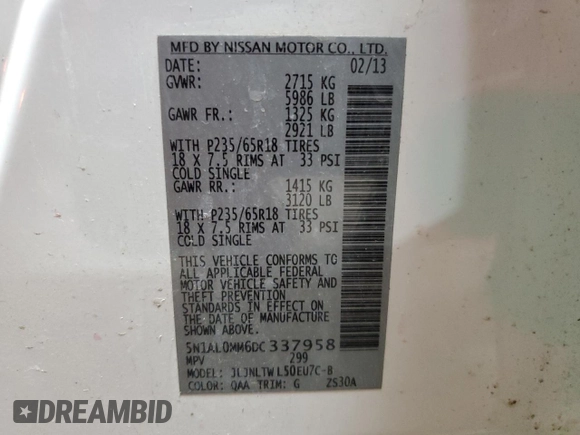 MFD BY NISSAN MOTOR CO., LTD.
DATE: 02/13
GVWR: 2715 KG
5986 LB
GAWR FR.: 1325 KG
2921 LB
WITH P235/65R18 TIRES
18 X 7.5 RIMS AT 33 PSI
COLD SINGLE
GAWR RR.: 1415 KG
3120 LB
WITH P235/65R18 TIRES
18 X 7.5 RIMS AT 33 PSI
COLD SINGLE
THIS VEHICLE CONFORMS TO
ALL APPLICABLE FEDERAL
MOTOR VEHICLE SAFETY AND
THEFT PREVENTION
STANDARDS IN EFFECT ON
THE DATE OF MANUFACTURE
SHOWN ABOVE.
5N1AL0MM6DC337958
MPV 299
MODEL: JLJNLTWL50EU7C-B
COLOR: QAA TRIM: G ZS30A
DREAMBID
DREAMBID